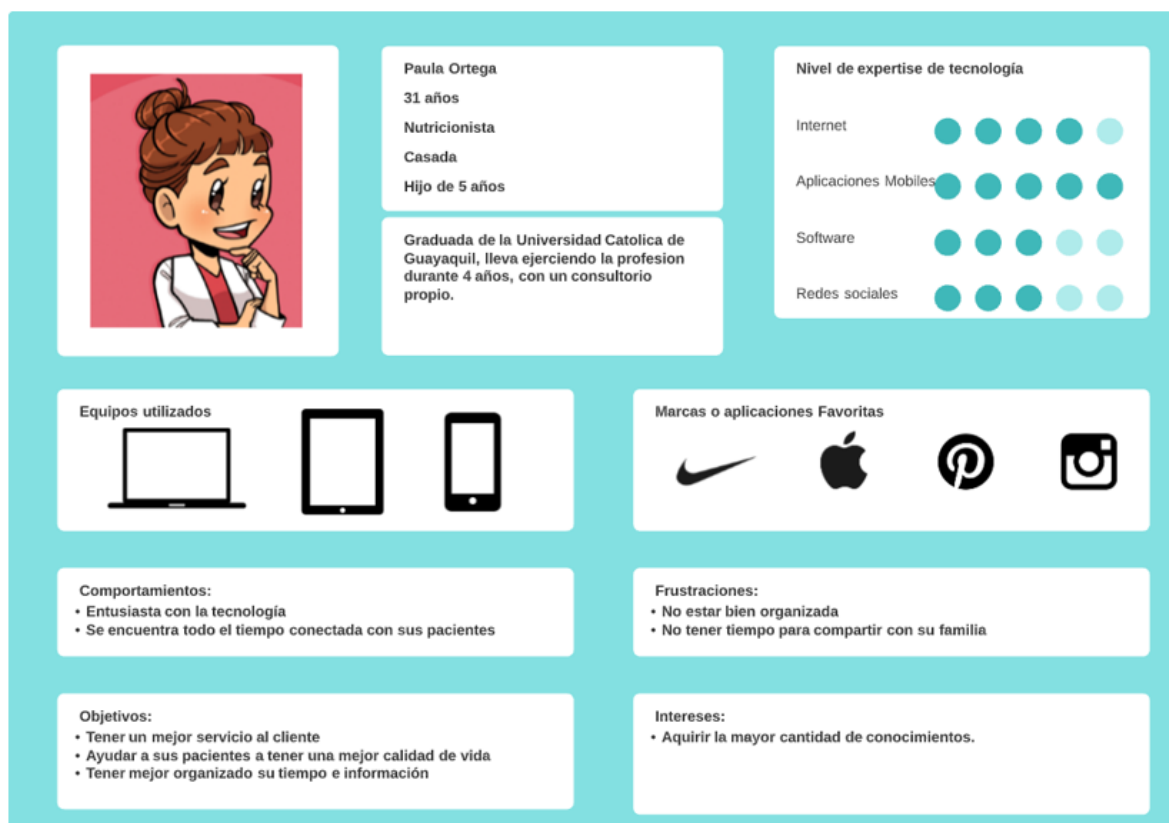 Paula Ortega
31 años
Nutricionista
Casada
Hijo de 5 años
Graduada de la Universidad Catolica de
Guayaquil, lleva ejerciendo la profesion
durante 4 años, con un consultorio
propio.
Nivel de expertise de tecnología
Internet
Aplicaciones Mobiles
Software
Redes sociales
Equipos utilizados
Marcas o aplicaciones Favoritas
Comportamientos:
• Entusiasta con la tecnología
• Se encuentra todo el tiempo conectada con sus pacientes
Frustraciones:
• No estar bien organizada
• No tener tiempo para compartir con su familia
Objetivos:
• Tener un mejor servicio al cliente
• Ayudar a sus pacientes a tener una mejor calidad de vida
• Tener mejor organizado su tiempo e información
Intereses:
• Aquirir la mayor cantidad de conocimientos.